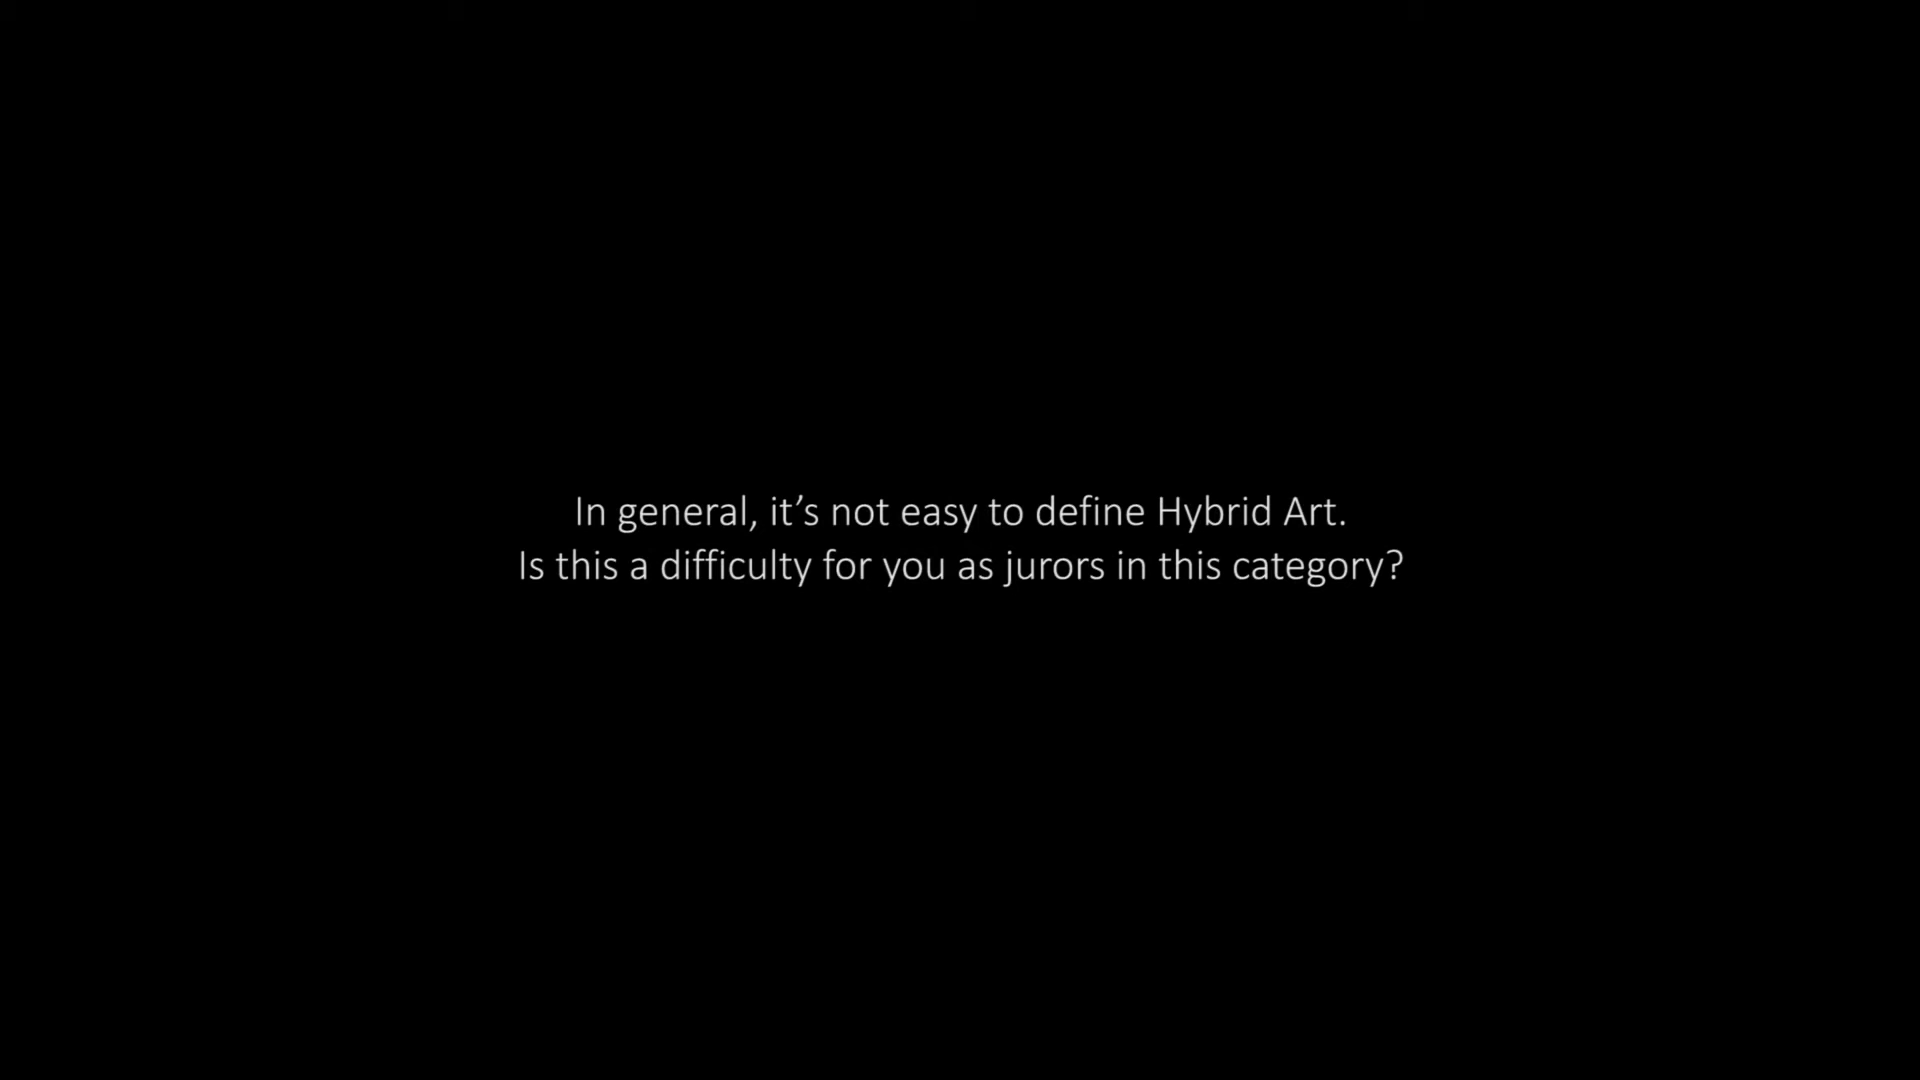 In general, it’s not easy to define Hybrid Art.
Is this a difficulty for you as jurors in this category?